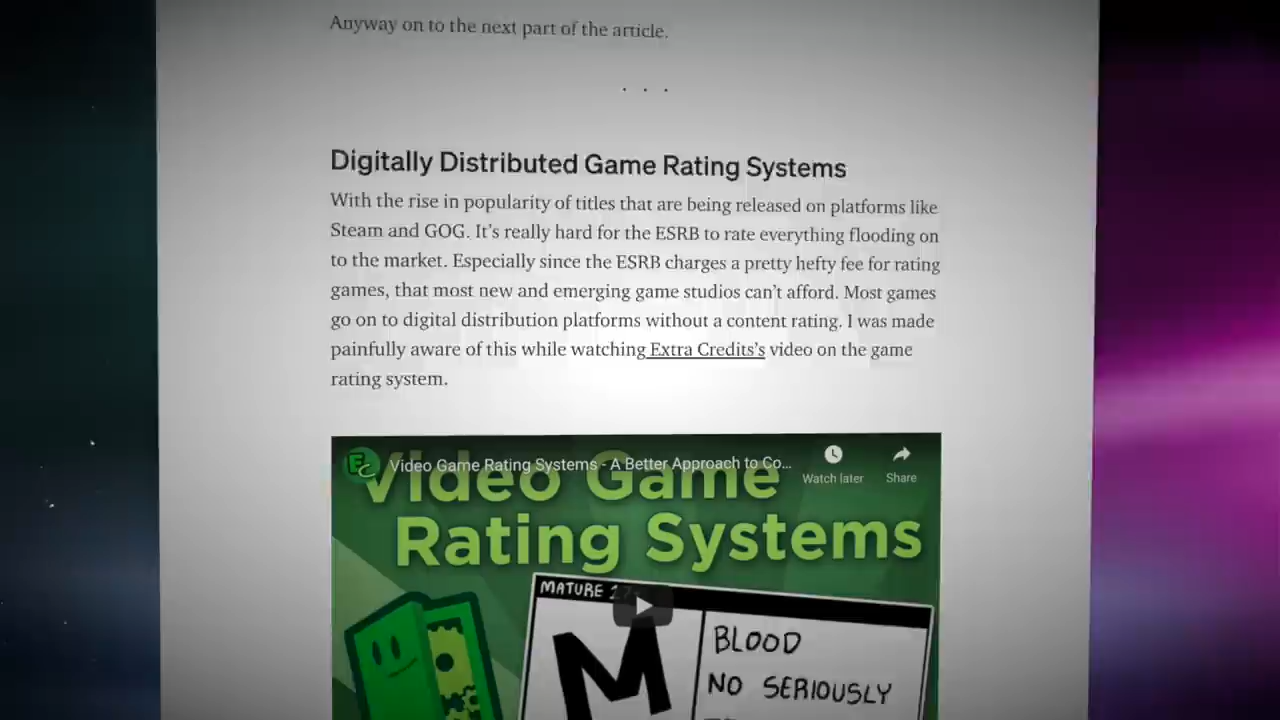 Anyway on to the next part of the article.
. . .
Digitally Distributed Game Rating Systems
With the rise in popularity of titles that are being released on platforms like
Steam and GOG. It's really hard for the ESRB to rate everything flooding on
to the market. Especially since the ESRB charges a pretty hefty fee for rating
games, that most new and emerging game studios can't afford. Most games
go on to digital distribution platforms without a content rating. I was made
painfully aware of this while watching Extra Credits's video on the game
rating system.
EC
Video Game Rating Systems - A Better Approach to Co...
Watch later
Share
Video Game
Rating Systems
MATURE
M
BLOOD
NO SERIOUSLY